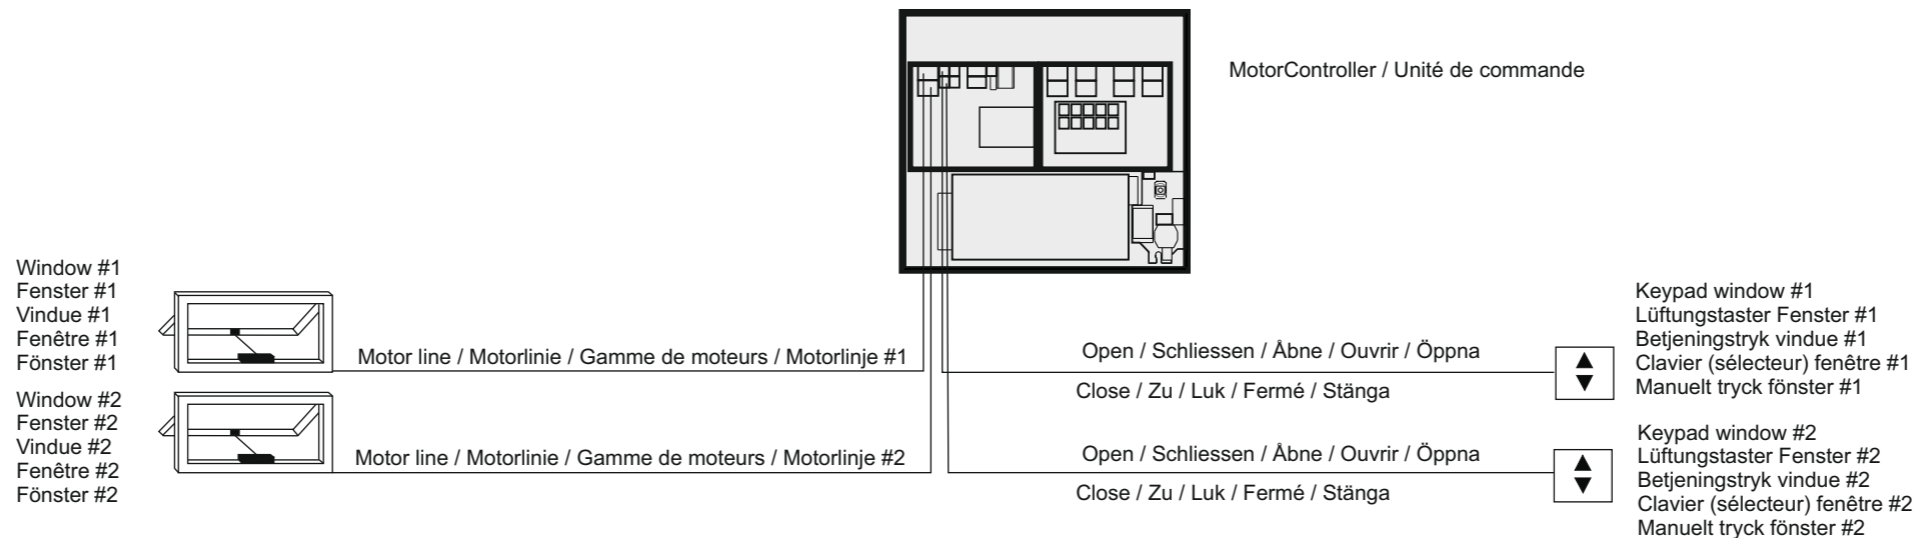 MotorController / Unité de commande
Window #1
Fenster #1
Vindue #1
Fenêtre #1
Fönster #1
Motor line / Motorlinie / Gamme de moteurs / Motorlinje #1
Open / Schliessen / Åbne / Ouvrir / Öppna
Close / Zu / Luk / Fermé / Stänga
Keypad window #1
Lüftungstaster Fenster #1
Betjeningstryk vindue #1
Clavier (sélecteur) fenêtre #1
Manuelt tryck fönster #1
Window #2
Fenster #2
Vindue #2
Fenêtre #2
Fönster #2
Motor line / Motorlinie / Gamme de moteurs / Motorlinje #2
Open / Schliessen / Åbne / Ouvrir / Öppna
Close / Zu / Luk / Fermé / Stänga
Keypad window #2
Lüftungstaster Fenster #2
Betjeningstryk vindue #2
Clavier (sélecteur) fenêtre #2
Manuelt tryck fönster #2